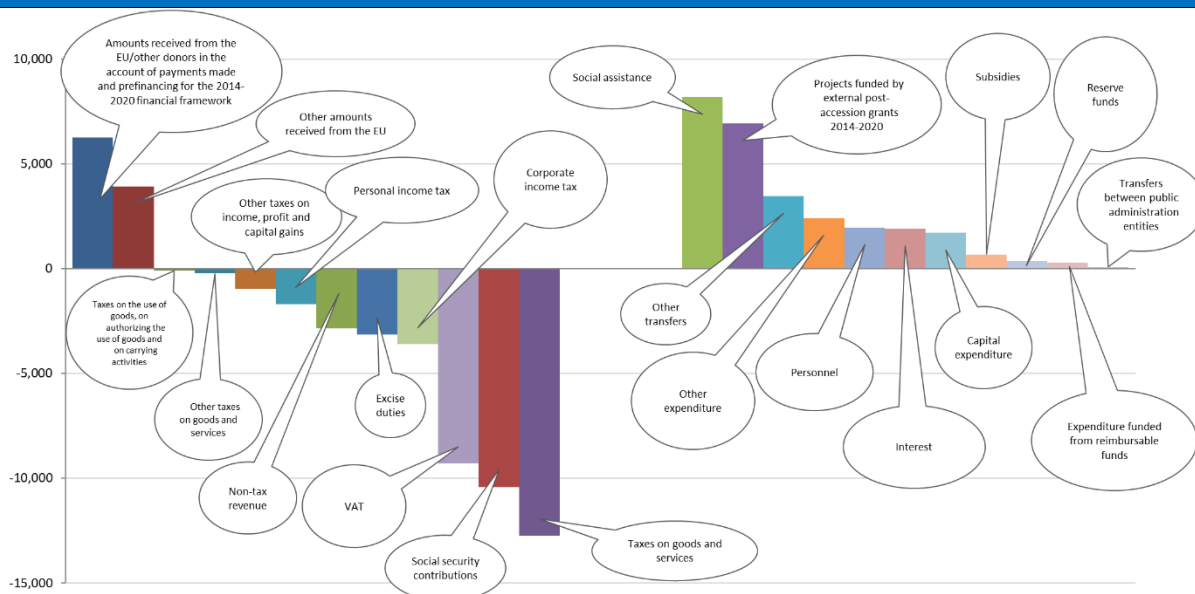 10,000
5,000
0
-5,000
-10,000
-15,000
Amounts received from the
EU/other donors in the
account of payments made
and prefinancing for the 2014-
2020 financial framework
Other amounts
received from the EU
Other taxes on
income, profit and
capital gains
Personal income tax
Corporate
income tax
Taxes on the use of
goods, on
authorizing the
use of goods and
on carrying
activities
Other taxes
on goods and
services
Non-tax
revenue
Excise
duties
VAT
Social security
contributions
Taxes on goods and
services
Social assistance
Projects funded by
external post-
accession grants
2014-2020
Subsidies
Reserve
funds
Transfers
between public
administration
entities
Other
transfers
Other
expenditure
Personnel
Interest
Capital
expenditure
Expenditure funded
from reimbursable
funds